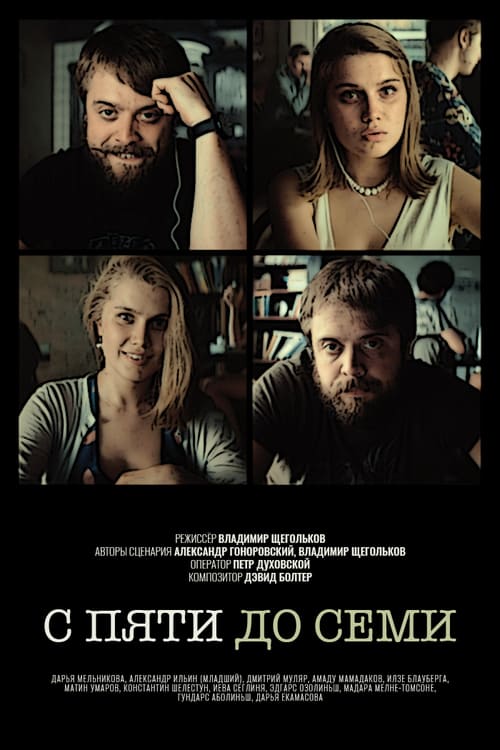 РЕЖИССЁР ВЛАДИМИР ЩЕГОЛЬКОВ
АВТОРЫ СЦЕНАРИЯ АЛЕКСАНДР ГОНОРОВСКИЙ, ВЛАДИМИР ЩЕГОЛЬКОВ
ОПЕРАТОР ПЕТР ДУХОВСКОЙ
КОМПОЗИТОР ДЭВИД БОЛТЕР
С ПЯТИ ДО СЕМИ
ДАРЬЯ МЕЛЬНИКОВА, АЛЕКСАНДР ИЛЬИН (МЛАДШИЙ), ДМИТРИЙ МУЛЯР, АМАДУ МАМАДАКОВ, ИЛЗЕ БЛАУБЕРГА,
МАТИН УМАРОВ, КОНСТАНТИН ШЕЛЕСТУН, ИЕВА СЕГЛИНЯ, ЭДГАРС ОЗОЛИНЬШ, МАДАРА МЕЛНЕ-ТОМСОНЕ,
ГУНДАРС АБОЛИНЬШ, ДАРЬЯ ЕКАМАСОВА